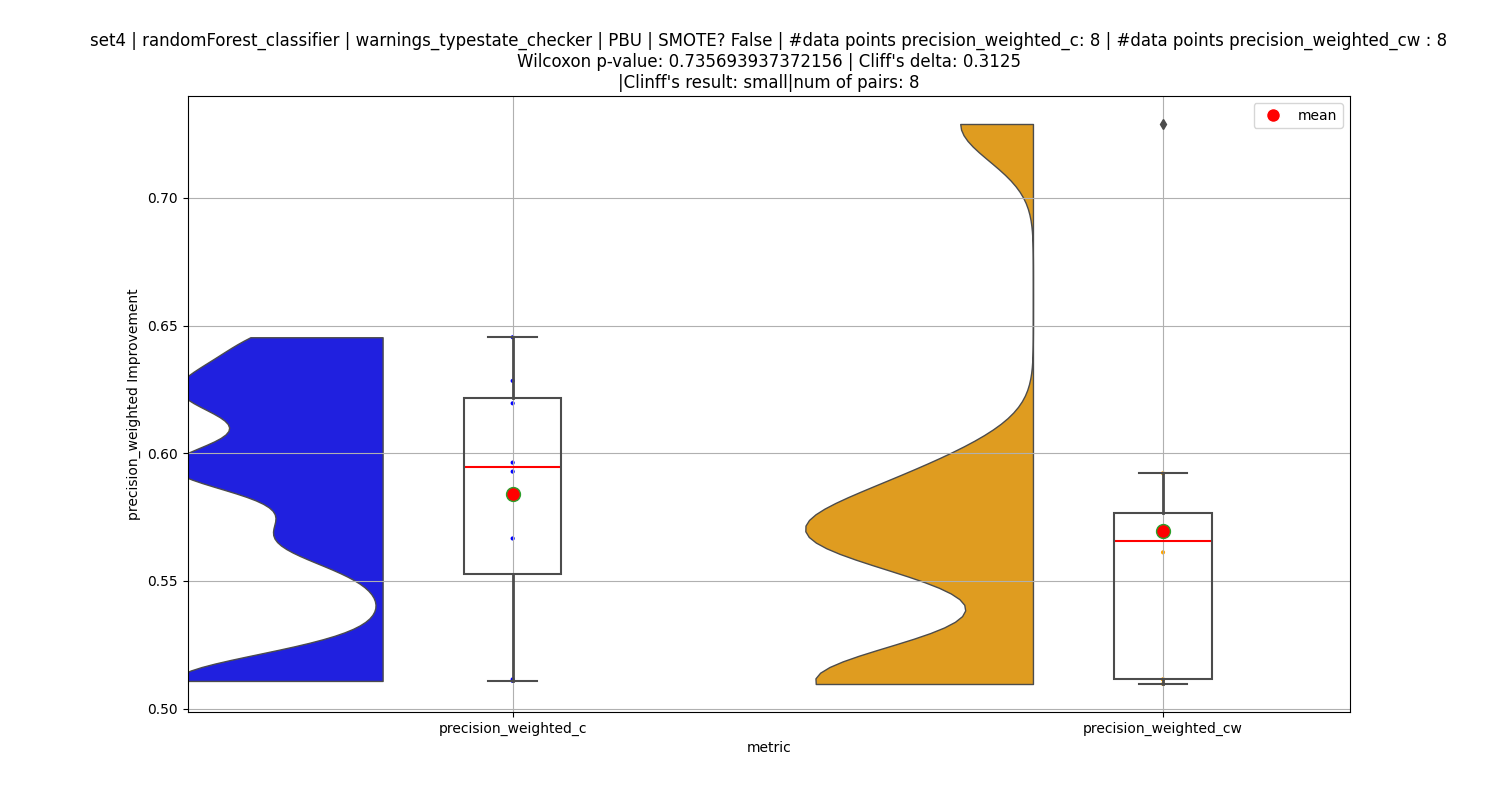 set4 | randomForest_classifier | warnings_typestate_checker | PBU | SMOTE? False | #data points precision_weighted_c: 8 | #data points precision_weighted_cw : 8
Wilcoxon p-value: 0.735693937372156 | Cliff's delta: 0.3125
|Clinff's result: small|num of pairs: 8
mean
0.70
0.65
0.60
0.55
0.50
precision_weighted Improvement
precision_weighted_c
precision_weighted_cw
metric